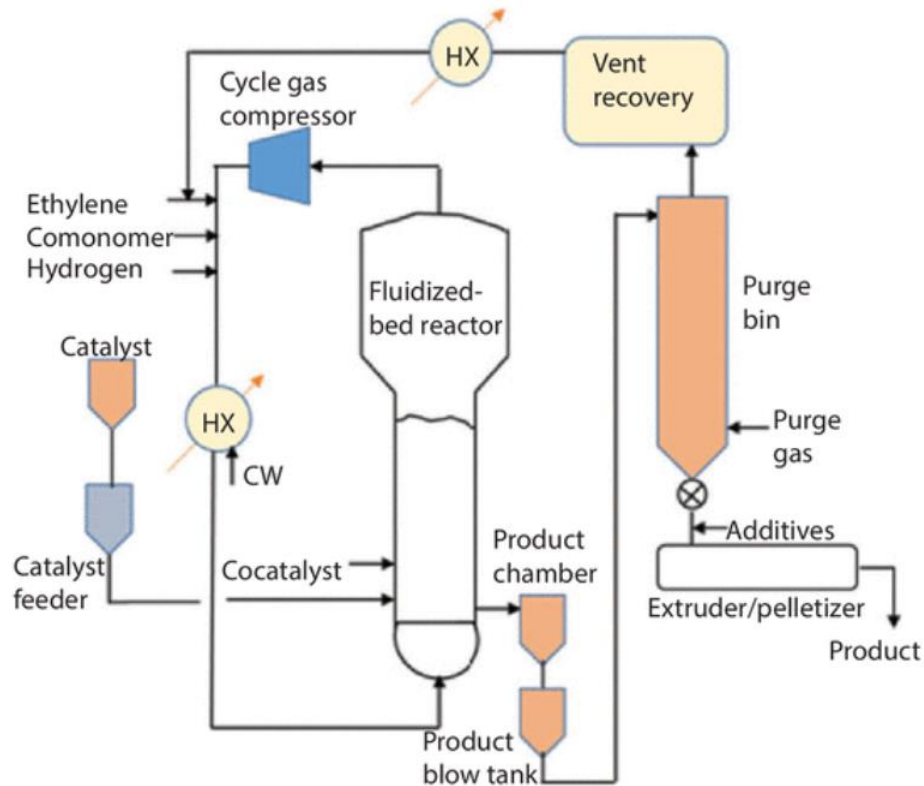 HX
Vent
recovery
Cycle gas
compressor
Ethylene
Comonomer
Hydrogen
Fluidized-
bed reactor
Purge
bin
Catalyst
HX
CW
Purge
gas
Additives
Catalyst
feeder
Cocatalyst
Product
chamber
Extruder/pelletizer
Product
Product
blow tank